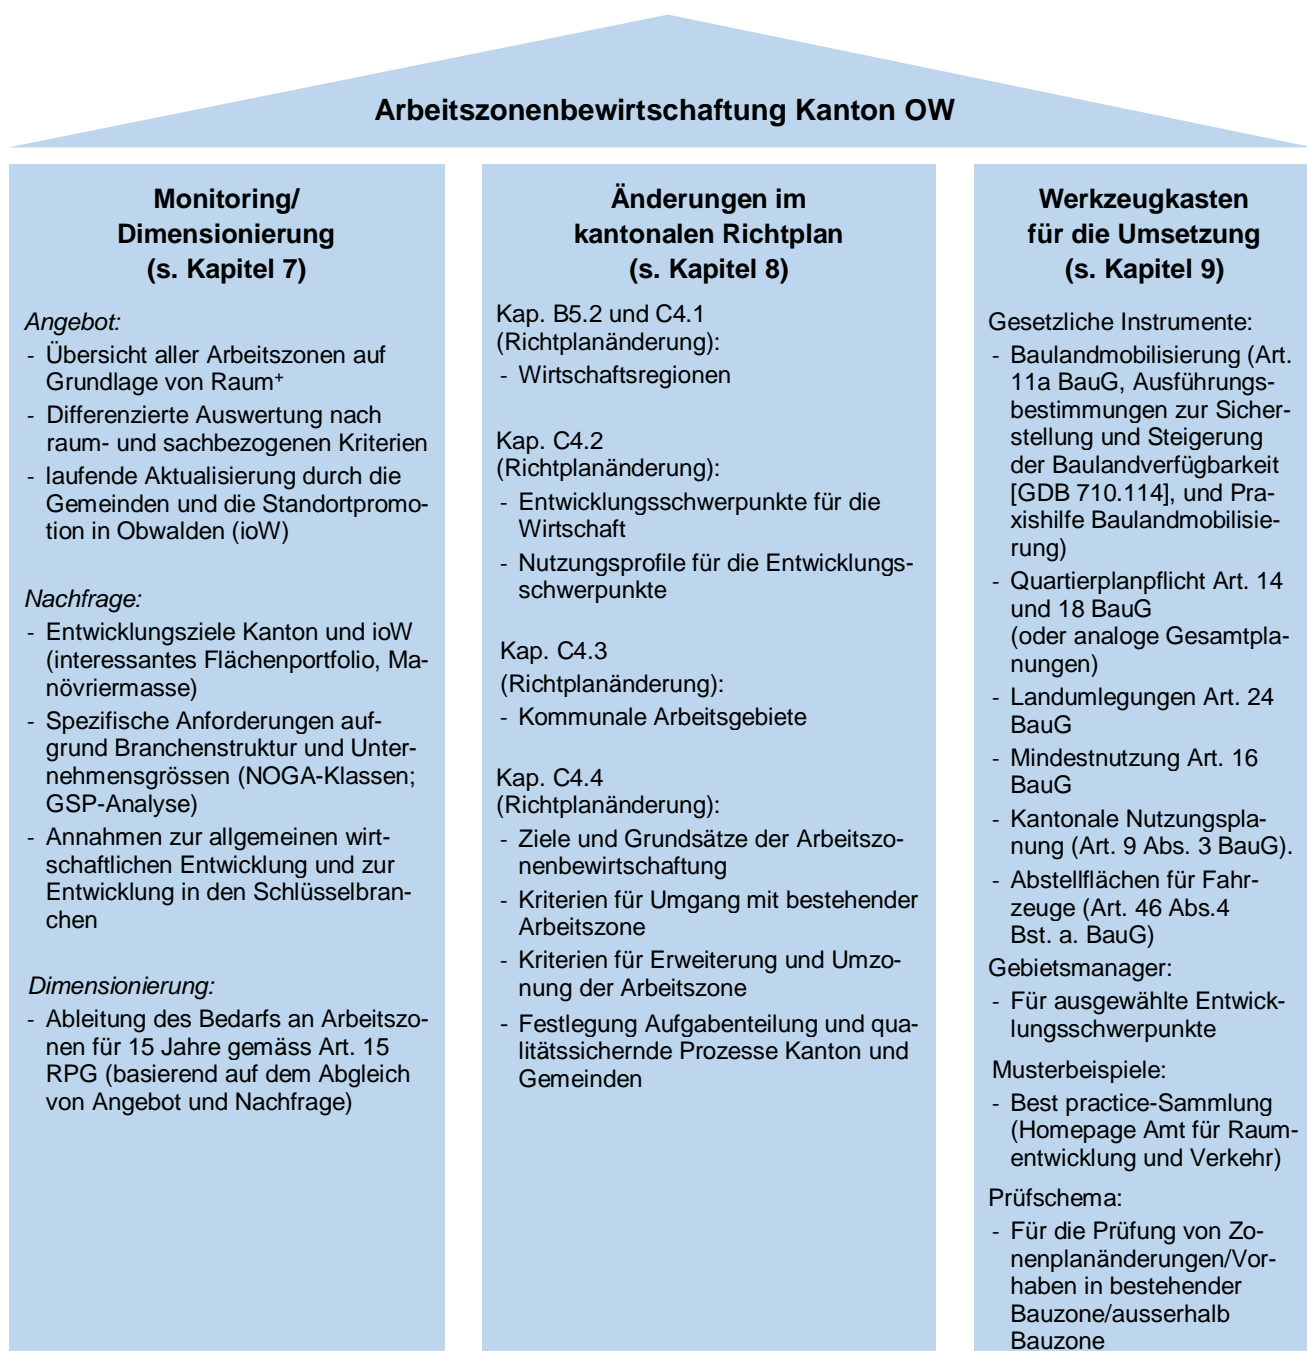 Arbeitszonenbewirtschaftung Kanton OW
Monitoring/
Dimensionierung
(s. Kapitel 7)
Angebot:
- Übersicht aller Arbeitszonen auf
Grundlage von Raum⁺
- Differenzierte Auswertung nach
raum- und sachbezogenen Kriterien
- laufende Aktualisierung durch die
Gemeinden und die Standortpromo-
tion in Obwalden (ioW)
Nachfrage:
- Entwicklungsziele Kanton und ioW
(interessantes Flächenportfolio, Ma-
növriermasse)
- Spezifische Anforderungen auf-
grund Branchenstruktur und Unter-
nehmensgrössen (NOGA-Klassen;
GSP-Analyse)
- Annahmen zur allgemeinen wirt-
schaftlichen Entwicklung und zur
Entwicklung in den Schlüsselbran-
chen
Dimensionierung:
- Ableitung des Bedarfs an Arbeitszo-
nen für 15 Jahre gemäss Art. 15
RPG (basierend auf dem Abgleich
von Angebot und Nachfrage)
Änderungen im
kantonalen Richtplan
(s. Kapitel 8)
Kap. B5.2 und C4.1
(Richtplanänderung):
- Wirtschaftsregionen
Kap. C4.2
(Richtplanänderung):
- Entwicklungsschwerpunkte für die
Wirtschaft
- Nutzungsprofile für die Entwicklungs-
schwerpunkte
Kap. C4.3
(Richtplanänderung):
- Kommunale Arbeitsgebiete
Kap. C4.4
(Richtplanänderung):
- Ziele und Grundsätze der Arbeitszo-
nenbewirtschaftung
- Kriterien für Umgang mit bestehender
Arbeitszone
- Kriterien für Erweiterung und Umzo-
nung der Arbeitszone
- Festlegung Aufgabenteilung und qua-
litätssichernde Prozesse Kanton und
Gemeinden
Werkzeugkasten
für die Umsetzung
(s. Kapitel 9)
Gesetzliche Instrumente:
- Baulandmobilisierung (Art.
11a BauG, Ausführungs-
bestimmungen zur Sicher-
stellung und Steigerung
der Baulandverfügbarkeit
[GDB 710.114], und Pra-
xishilfe Baulandmobilisie-
rung)
- Quartierplanpflicht Art. 14
und 18 BauG
(oder analoge Gesamtpla-
nungen)
- Landumlegungen Art. 24
BauG
- Mindestnutzung Art. 16
BauG
- Kantonale Nutzungspla-
nung (Art. 9 Abs. 3 BauG).
- Abstellflächen für Fahr-
zeuge (Art. 46 Abs.4
Bst. a. BauG)
Gebietsmanager:
- Für ausgewählte Entwick-
lungsschwerpunkte
Musterbeispiele:
- Best practice-Sammlung
(Homepage Amt für Raum-
entwicklung und Verkehr)
Prüfschema:
- Für die Prüfung von Zo-
nenplanänderungen/Vor-
haben in bestehender
Bauzone/ausserhalb
Bauzone